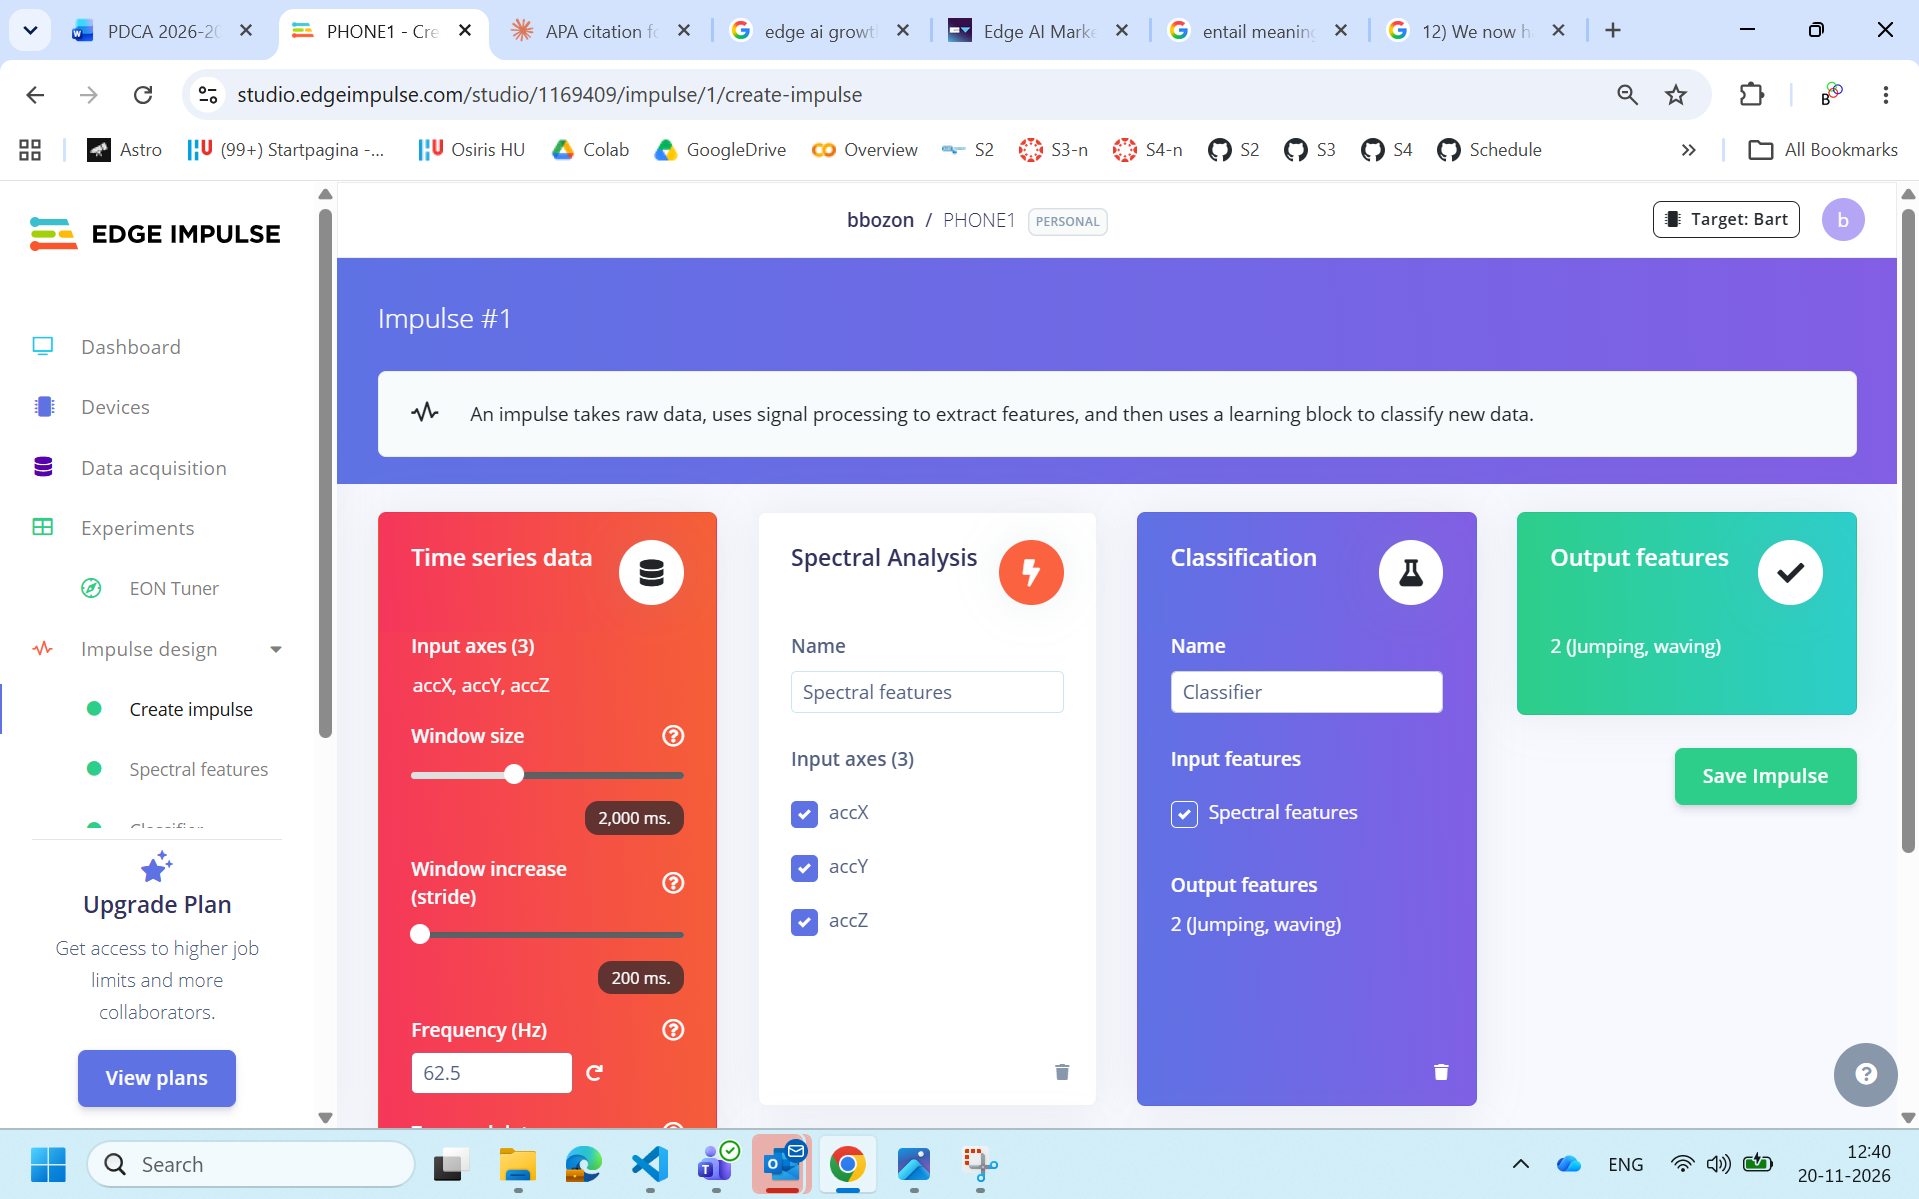 PDCA 2026-20
PHONE1 - Cre
APA citation fo
edge ai growt
Edge AI Marke
entail meaning
12) We now h
studio.edgeimpulse.com/studio/1169409/impulse/1/create-impulse
Astro
(99+) Startpagina -...
Osiris HU
Colab
GoogleDrive
Overview
S2
S3-n
S4-n
S2
S3
S4
Schedule
All Bookmarks
EDGE IMPULSE
bbozon / PHONE1 PERSONAL
Target: Bart
b
Dashboard
Devices
Data acquisition
Experiments
EON Tuner
Impulse design
Create impulse
Spectral features
Classifier
Upgrade Plan
Get access to higher job
limits and more
collaborators.
View plans
Impulse #1
An impulse takes raw data, uses signal processing to extract features, and then uses a learning block to classify new data.
Time series data
Input axes (3)
accX, accY, accZ
Window size
2,000 ms.
Window increase
(stride)
200 ms.
Frequency (Hz)
62.5
Spectral Analysis
Name
Spectral features
Input axes (3)
accX
accY
accZ
Classification
Name
Classifier
Input features
Spectral features
Output features
2 (Jumping, waving)
Output features
2 (Jumping, waving)
Save Impulse
Search
ENG
12:40
20-11-2026